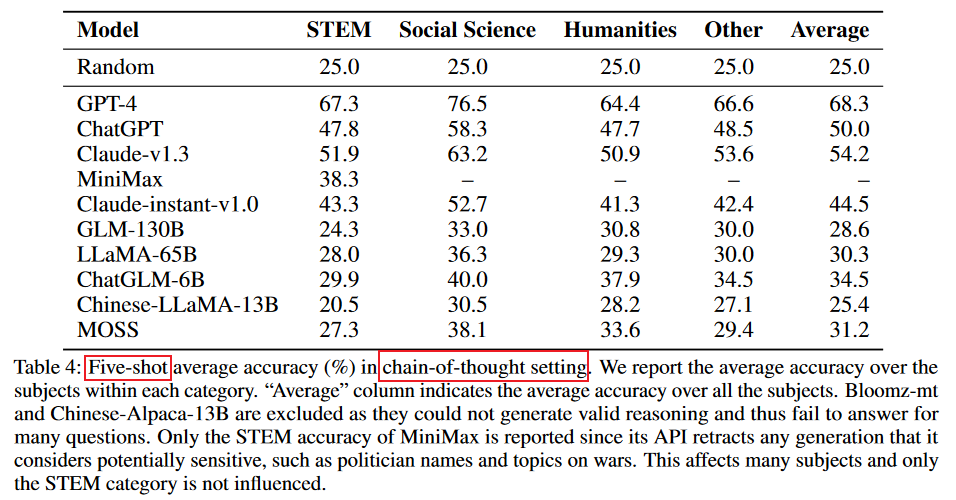 Model STEM Social Science Humanities Other Average
Random 25.0 25.0 25.0 25.0 25.0
GPT-4 67.3 76.5 64.4 66.6 68.3
ChatGPT 47.8 58.3 47.7 48.5 50.0
Claude-v1.3 51.9 63.2 50.9 53.6 54.2
MiniMax 38.3 – – – –
Claude-instant-v1.0 43.3 52.7 41.3 42.4 44.5
GLM-130B 24.3 33.0 30.8 30.0 28.6
LLaMA-65B 28.0 36.3 29.3 30.0 30.3
ChatGLM-6B 29.9 40.0 37.9 34.5 34.5
Chinese-LLaMA-13B 20.5 30.5 28.2 27.1 25.4
MOSS 27.3 38.1 33.6 29.4 31.2
Table 4: Five-shot average accuracy (%) in chain-of-thought setting. We report the average accuracy over the
subjects within each category. “Average” column indicates the average accuracy over all the subjects. Bloomz-mt
and Chinese-Alpaca-13B are excluded as they could not generate valid reasoning and thus fail to answer for
many questions. Only the STEM accuracy of MiniMax is reported since its API retracts any generation that it
considers potentially sensitive, such as politician names and topics on wars. This affects many subjects and only
the STEM category is not influenced.